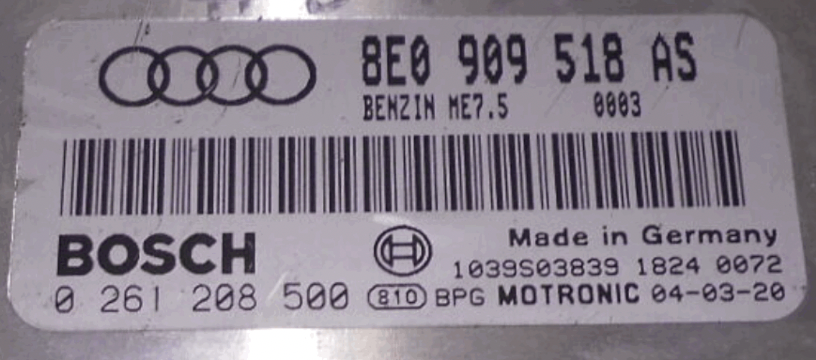 8E0 909 518 AS
BENZIN ME7.5 0003
BOSCH
Made in Germany
1039S03839 1824 0072
0 261 208 500 810 BPG MOTRONIC 04-03-20